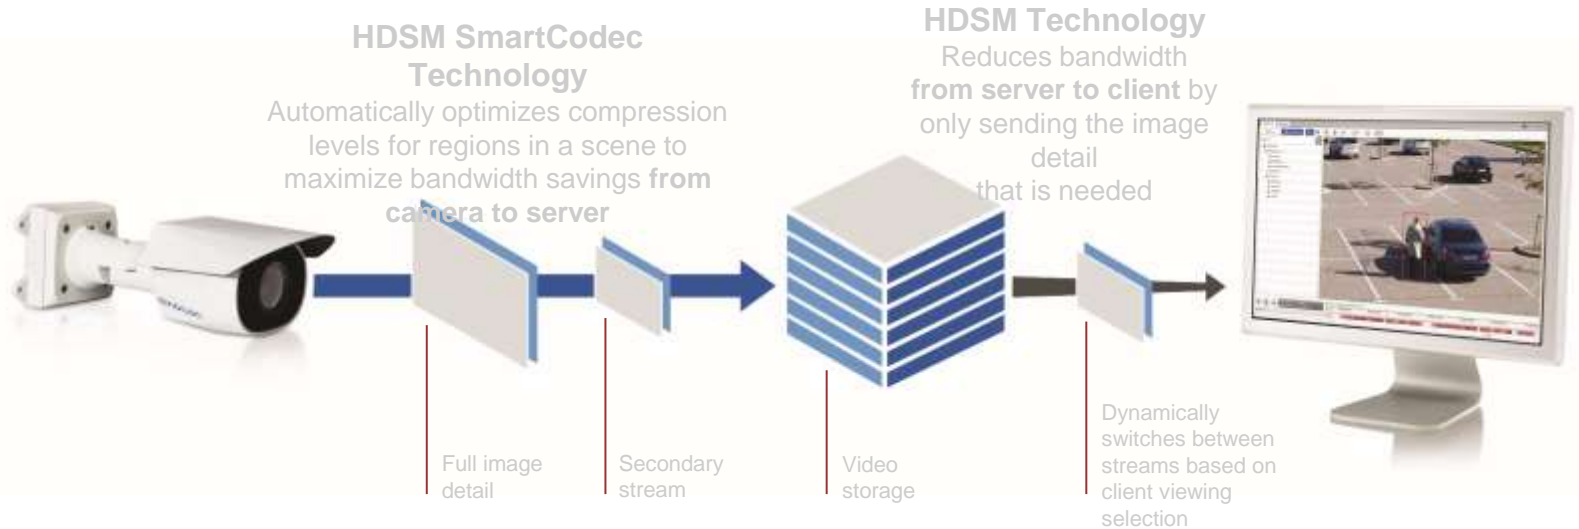 HDSM SmartCodec
Technology
Automatically optimizes compression
levels for regions in a scene to
maximize bandwidth savings from
camera to server
HDSM Technology
Reduces bandwidth
from server to client by
only sending the image
detail
that is needed
Full image
detail
Secondary
stream
Video
storage
Dynamically
switches between
streams based on
client viewing
selection